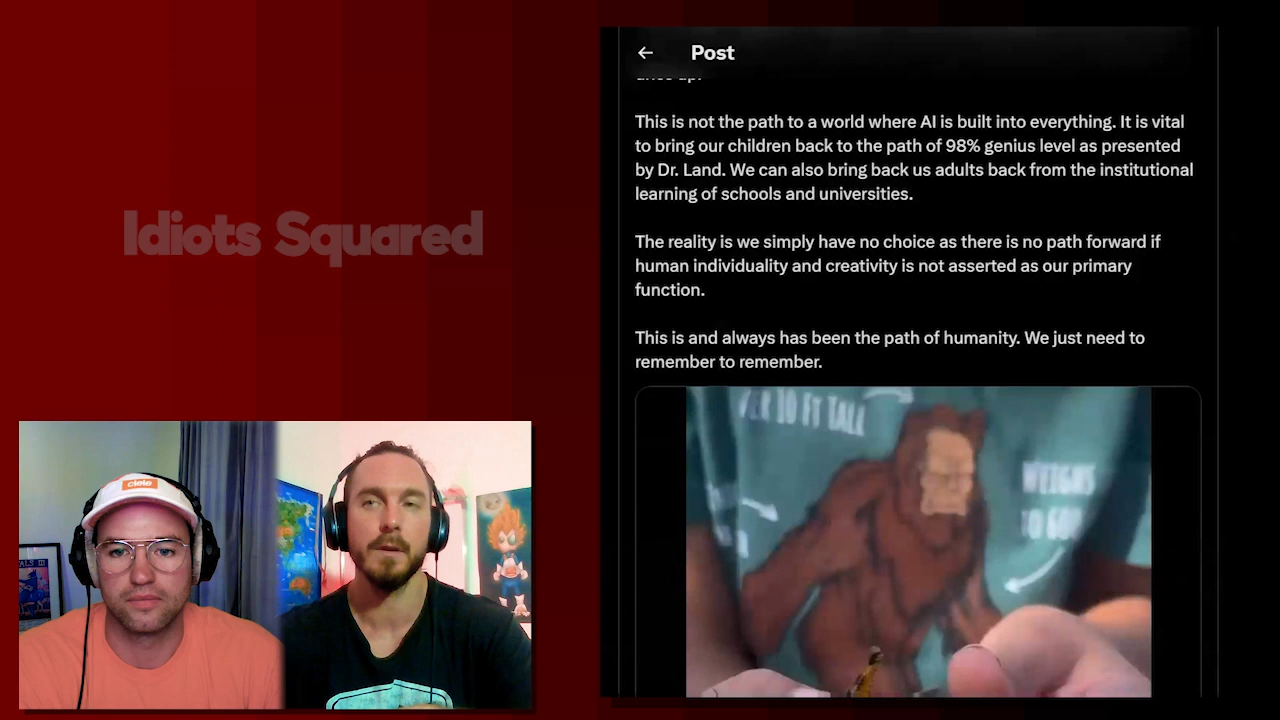 Post
This is not the path to a world where AI is built into everything. It is vital
to bring our children back to the path of 98% genius level as presented
by Dr. Land. We can also bring back us adults back from the institutional
learning of schools and universities.
The reality is we simply have no choice as there is no path forward if
human individuality and creativity is not asserted as our primary
function.
This is and always has been the path of humanity. We just need to
remember to remember.
Idiots Squared
10 FT TALL
WEIGHS
ciele